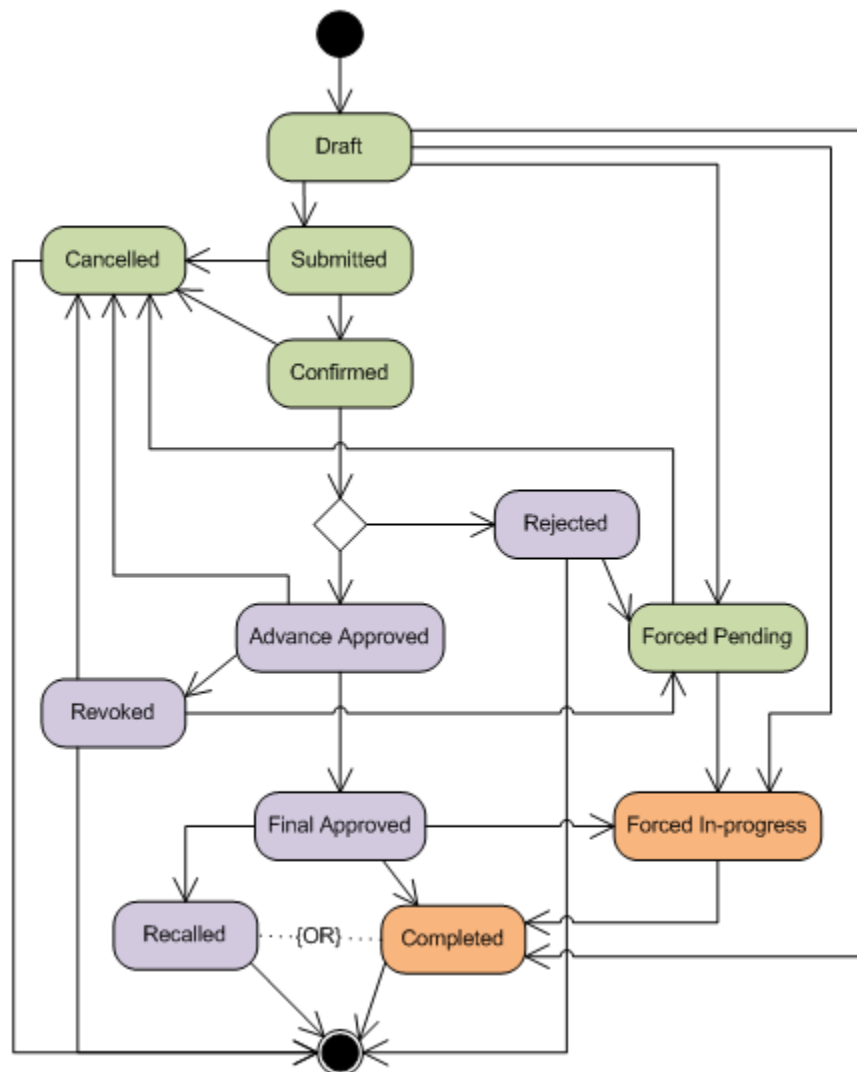 Draft
Cancelled
Submitted
Confirmed
Rejected
Advance Approved
Forced Pending
Revoked
Final Approved
Forced In-progress
Recalled
{OR}
Completed